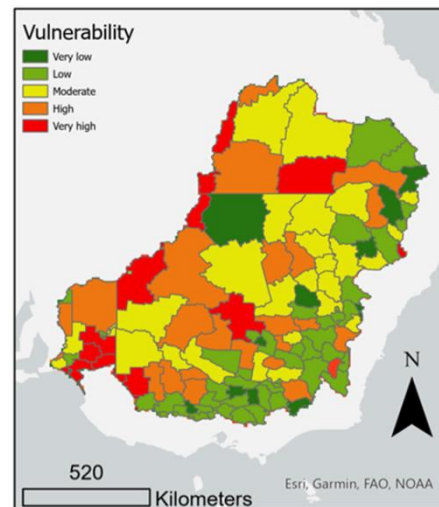 Vulnerability
Very low
Low
Moderate
High
Very high
N
520
Kilometers
Esri, Garmin, FAO, NOAA